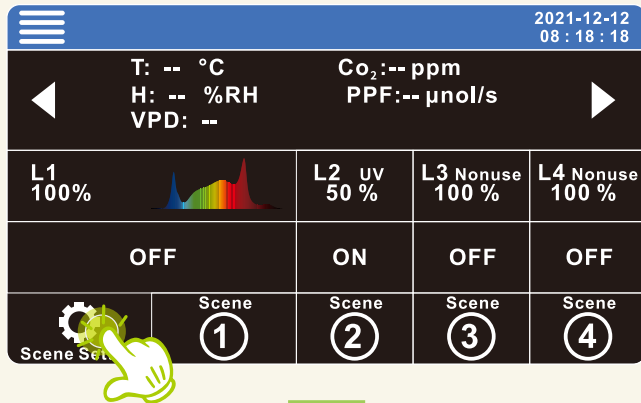 2021-12-12
08 : 18 : 18
T: -- °C
Co₂:-- ppm
H: -- %RH
PPF:-- µnol/s
VPD: --
L1
100%
L2 UV
50 %
L3 Nonuse
100 %
L4 Nonuse
100 %
OFF
ON
OFF
OFF
Scene Set
Scene
1
Scene
2
Scene
3
Scene
4